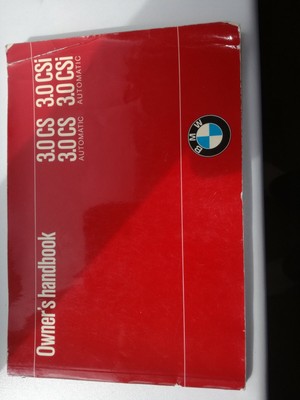 3.0 CS 3.0 CSi
3.0 CS 3.0 CSi
AUTOMATIC AUTOMATIC
BMW
Owner's handbook